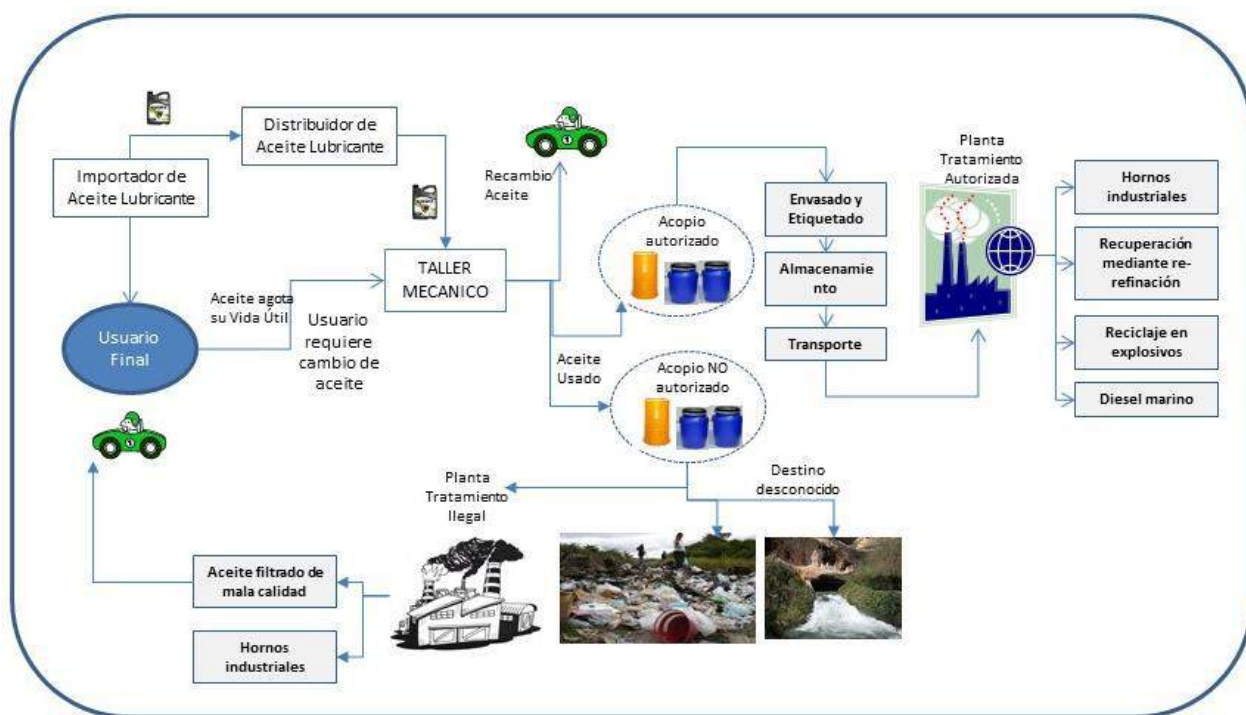 Distribuidor de
Aceite Lubricante
Importador de
Aceite Lubricante
Recambio
Aceite
Acopio
autorizado
Envasado y
Etiquetado
Almacenamie
nto
Transporte
Planta
Tratamiento
Autorizada
Hornos
industriales
Recuperación
mediante re-
refinación
Reciclaje en
explosivos
Diesel marino
TALLER
MECANICO
Aceite agota
su Vida Útil
Usuario
requiere
cambio de
aceite
Usuario
Final
Aceite
Usado
Acopio NO
autorizado
Planta
Tratamiento
Ilegal
Destino
desconocido
Aceite filtrado de
mala calidad
Hornos
industriales